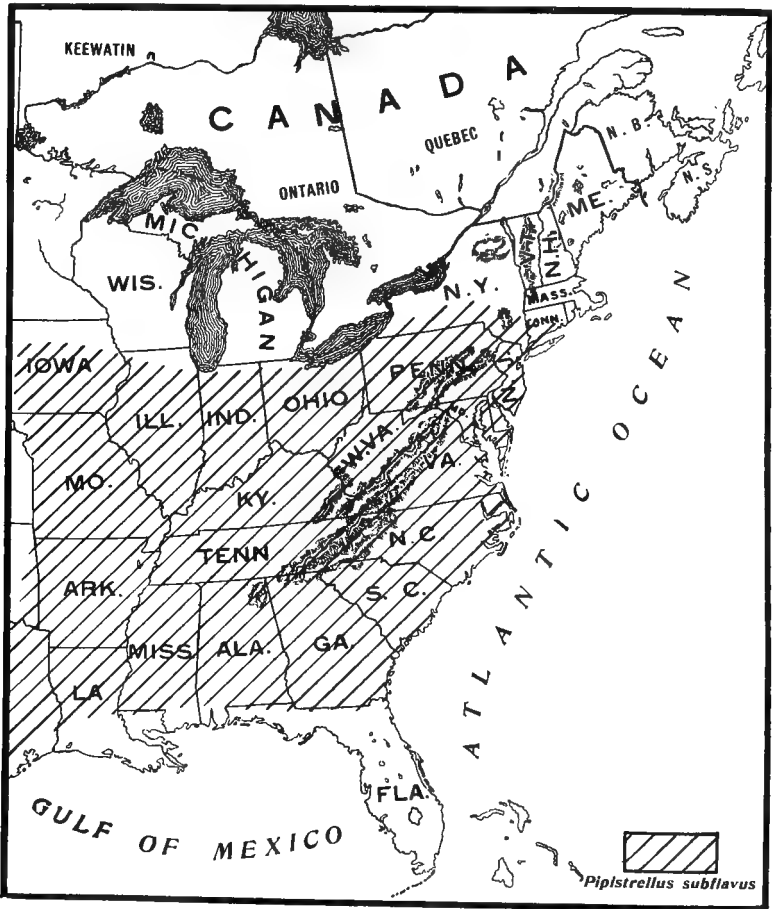 KEEWATIN
CANADA
QUEBEC
N.B.
N.S.
ONTARIO
ME.
MICHIGAN
N.H.
WIS.
N.Y.
MASS.
CONN.
IOWA
PENN.
N.J.
ILL.
IND.
OHIO
W.VA.
VA.
MO.
KY.
N.C.
TENN
ARK.
S. C.
MISS.
ALA.
GA.
LA
FLA.
ATLANTIC OCEAN
GULF OF MEXICO
Pipistrellus subflavus